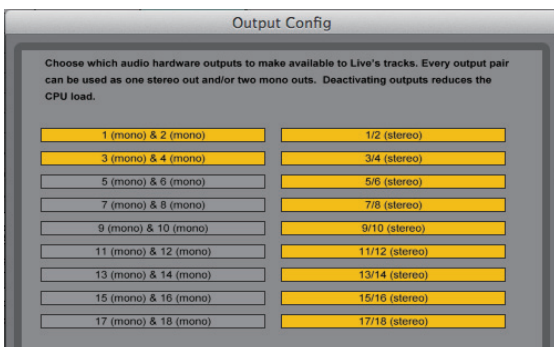 Output Config
Choose which audio hardware outputs to make available to Live's tracks. Every output pair
can be used as one stereo out and/or two mono outs.  Deactivating outputs reduces the
CPU load.
1 (mono) & 2 (mono) 1/2 (stereo)
3 (mono) & 4 (mono) 3/4 (stereo)
5 (mono) & 6 (mono) 5/6 (stereo)
7 (mono) & 8 (mono) 7/8 (stereo)
9 (mono) & 10 (mono) 9/10 (stereo)
11 (mono) & 12 (mono) 11/12 (stereo)
13 (mono) & 14 (mono) 13/14 (stereo)
15 (mono) & 16 (mono) 15/16 (stereo)
17 (mono) & 18 (mono) 17/18 (stereo)